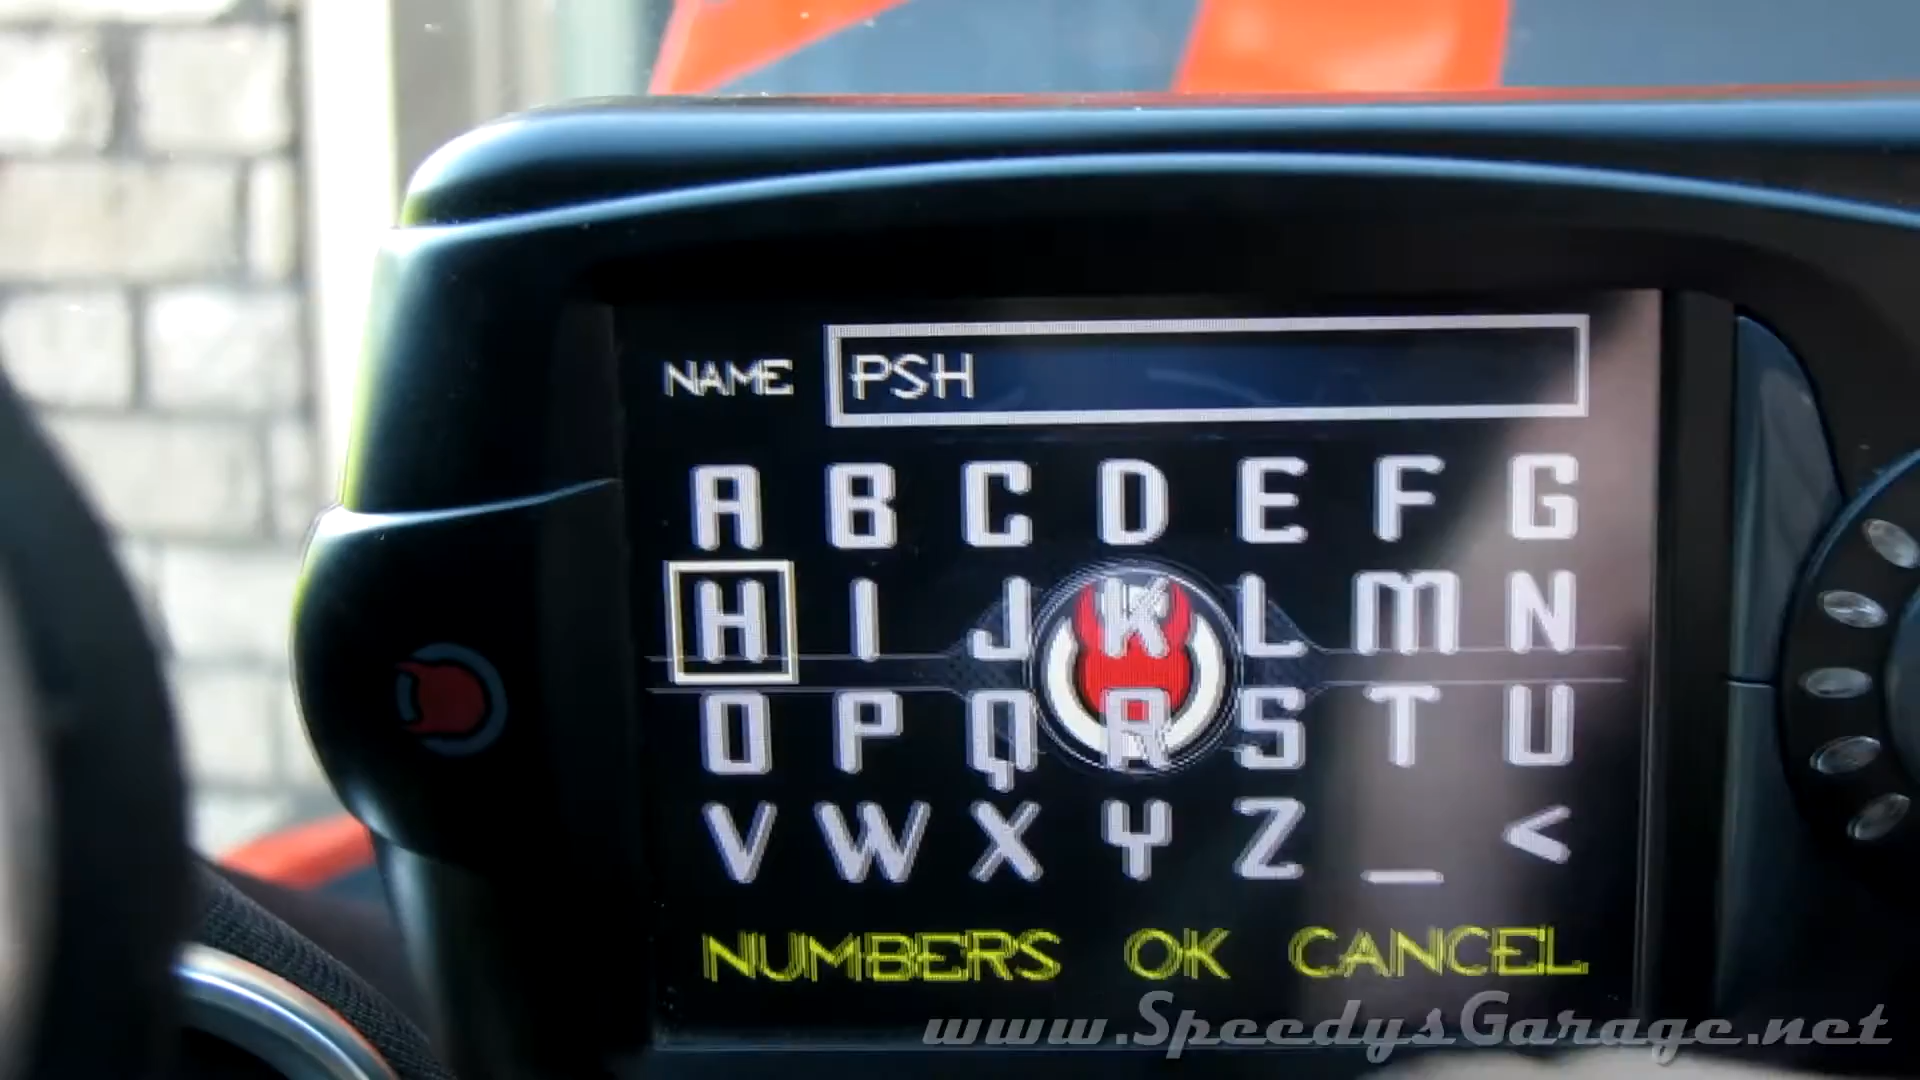 NAME PSH
A B C D E F G
H I J K L M N
O P Q R S T U
V W X Y Z _ <
NUMBERS OK CANCEL
www.SpeedysGarage.net